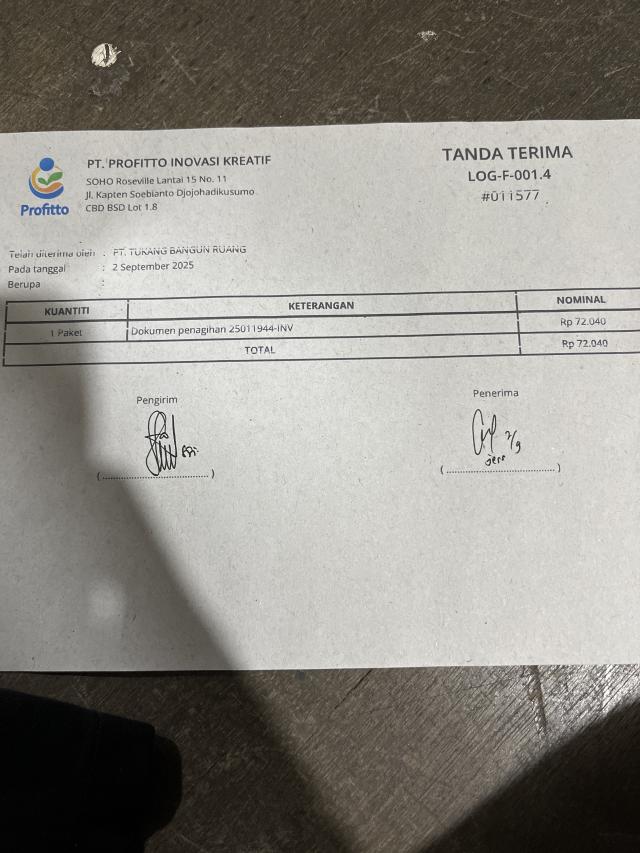 PT. PROFITTO INOVASI KREATIF
SOHO Roseville Lantai 15 No. 11
Jl. Kapten Soebianto Djojohadikusumo
CBD BSD Lot 1.8
Profitto
TANDA TERIMA
LOG-F-001.4
#011577
Telah diterima oleh : PT. TUKANG BANGUN RUANG
Pada tanggal : 2 September 2025
Berupa :
KUANTITI KETERANGAN NOMINAL
1 Paket Dokumen penagihan 25011944-INV Rp 72.040
TOTAL Rp 72.040
Pengirim Penerima
2/9
jere
(....................................) (....................................)